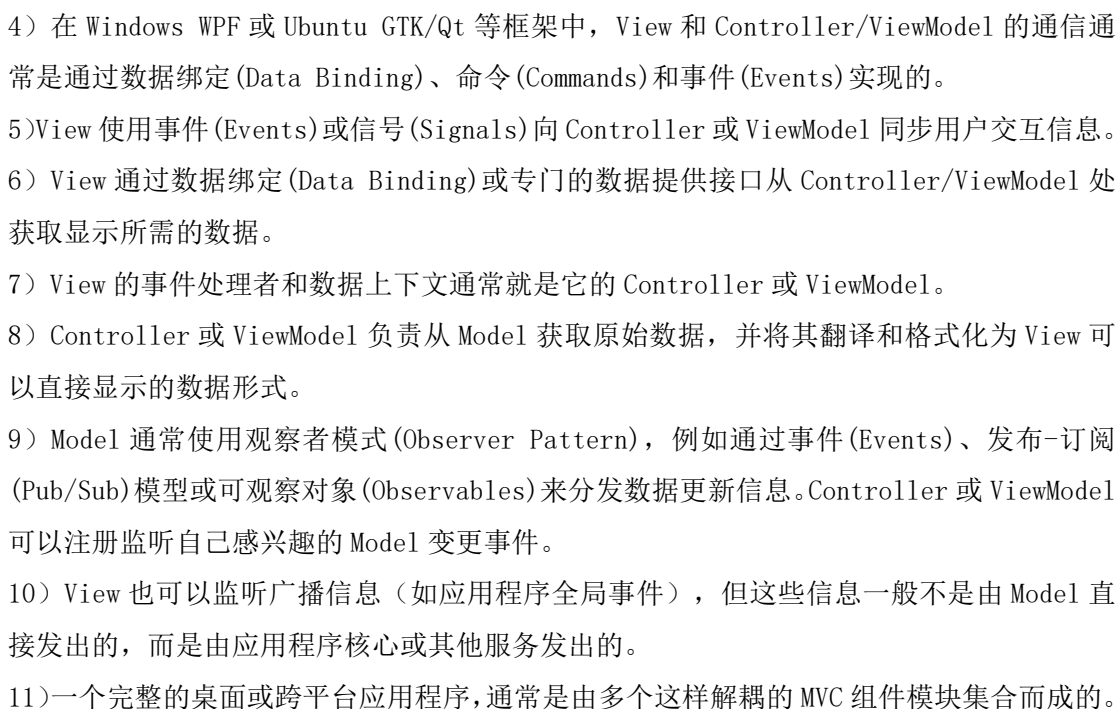 4）在 Windows WPF 或 Ubuntu GTK/Qt 等框架中，View 和 Controller/ViewModel 的通信通
常是通过数据绑定(Data Binding)、命令(Commands)和事件(Events)实现的。
5)View 使用事件(Events)或信号(Signals)向 Controller 或 ViewModel 同步用户交互信息。
6）View 通过数据绑定(Data Binding)或专门的数据提供接口从 Controller/ViewModel 处
获取显示所需的数据。
7）View 的事件处理者和数据上下文通常就是它的 Controller 或 ViewModel。
8）Controller 或 ViewModel 负责从 Model 获取原始数据，并将其翻译和格式化为 View 可
以直接显示的数据形式。
9）Model 通常使用观察者模式(Observer Pattern)，例如通过事件(Events)、发布-订阅
(Pub/Sub)模型或可观察对象(Observables)来分发数据更新信息。Controller 或 ViewModel
可以注册监听自己感兴趣的 Model 变更事件。
10）View 也可以监听广播信息（如应用程序全局事件），但这些信息一般不是由 Model 直
接发出的，而是由应用程序核心或其他服务发出的。
11)一个完整的桌面或跨平台应用程序，通常是由多个这样解耦的 MVC 组件模块集合而成的。